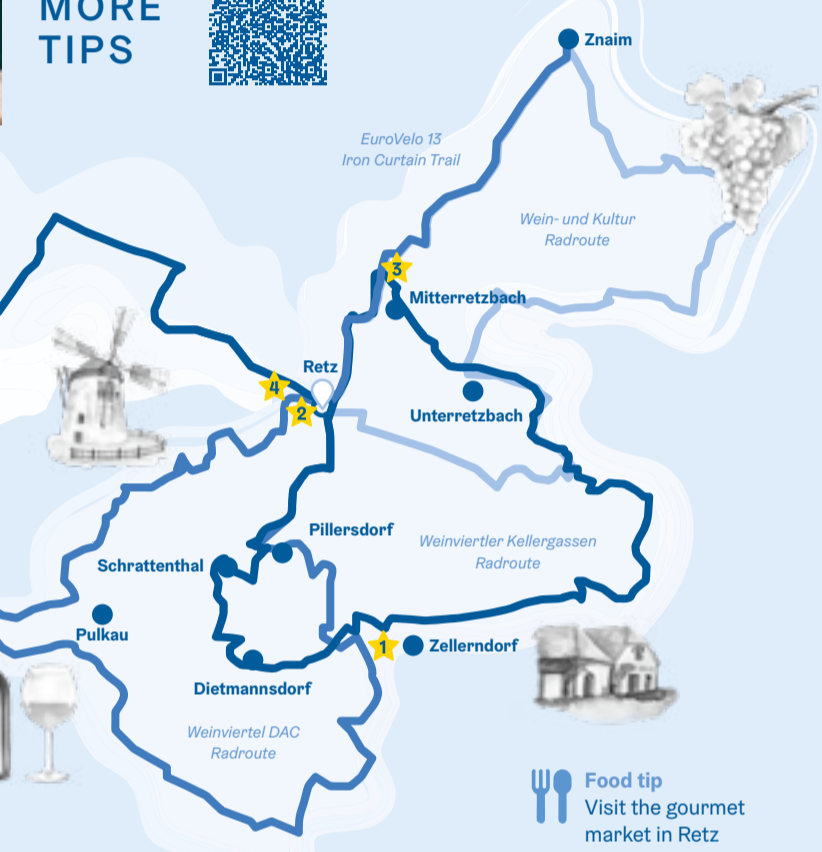 MORE
TIPS
Znaim
EuroVelo 13
Iron Curtain Trail
Wein- und Kultur
Radroute
3
Mitterretzbach
Retz
4
2
Unterretzbach
Pillersdorf
Weinviertler Kellergassen
Radroute
Schrattenthal
Pulkau
1
Zellerndorf
Dietmannsdorf
Weinviertel DAC
Radroute
Food tip
Visit the gourmet
market in Retz